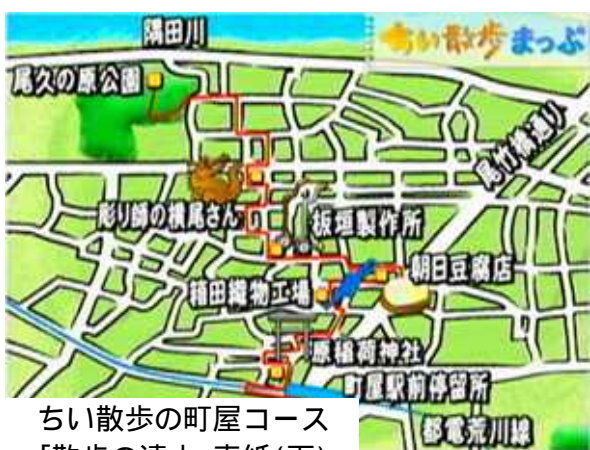 隅田川
ちい散歩まっぷ
尾久の原公園
尾竹橋通り
彫り師の横尾さん
板垣製作所
朝日豆腐店
箱田織物工場
原稲荷神社
町屋駅前停留所
都電荒川線
ちい散歩の町屋コース